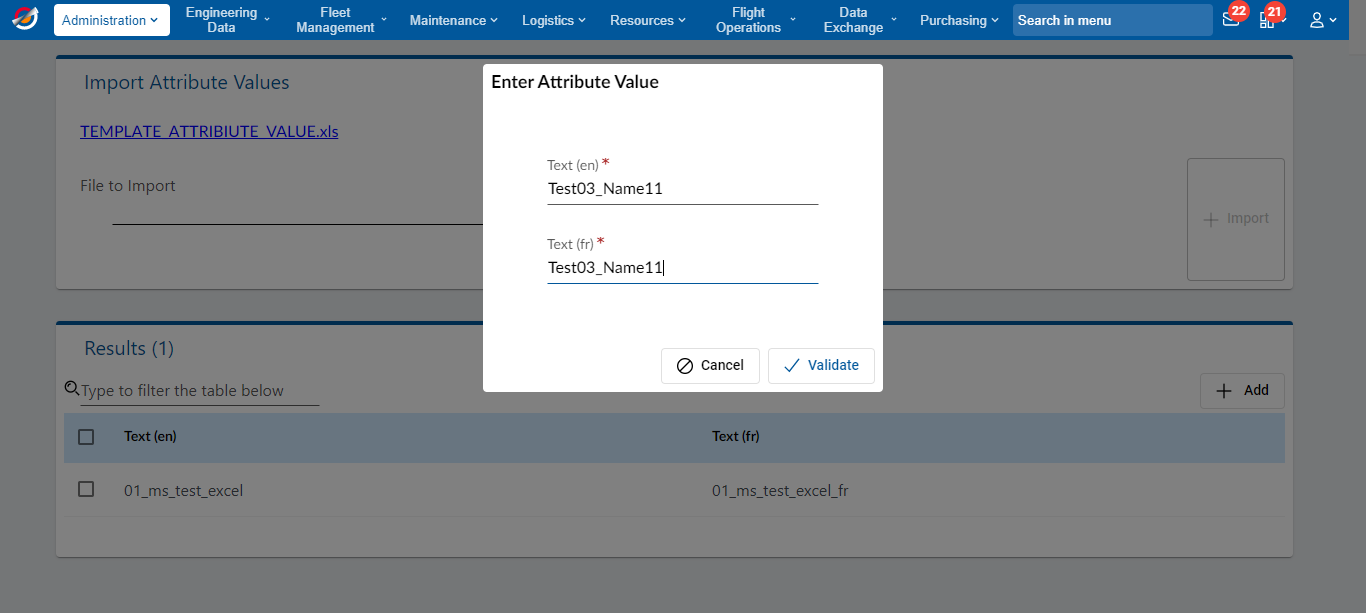 Administration
Engineering
Data
Fleet
Management
Maintenance
Logistics
Resources
Flight
Operations
Data
Exchange
Purchasing
Search in menu
22
21
Import Attribute Values
TEMPLATE_ATTRIBIUTE_VALUE.xls
File to Import
+ Import
Enter Attribute Value
Text (en) *
Test03_Name11
Text (fr) *
Test03_Name11
Cancel
Validate
Results (1)
Type to filter the table below
+ Add
Text (en) Text (fr)
01_ms_test_excel 01_ms_test_excel_fr